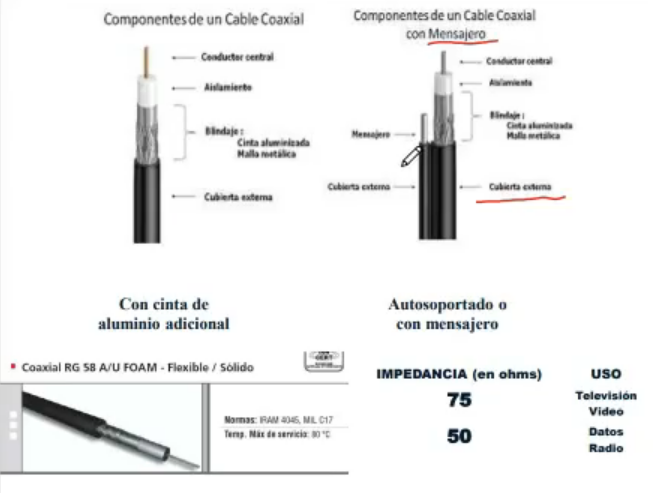 Componentes de un Cable Coaxial
Conductor central
Aislamiento
Blindaje :
Cinta aluminizada
Malla metálica
Cubierta externa
Con cinta de
aluminio adicional
Componentes de un Cable Coaxial
con Mensajero
Conductor central
Aislamiento
Blindaje :
Cinta aluminizada
Malla metálica
Mensajero
Cubierta externa
Cubierta externa
Autosoportado o
con mensajero
Coaxial RG 58 A/U FOAM - Flexible / Sólido
Normas: IRAM 4045, MIL C17
Temp. Máx de servicio: 80 °C
IMPEDANCIA (en ohms)
USO
75
Televisión
Video
50
Datos
Radio